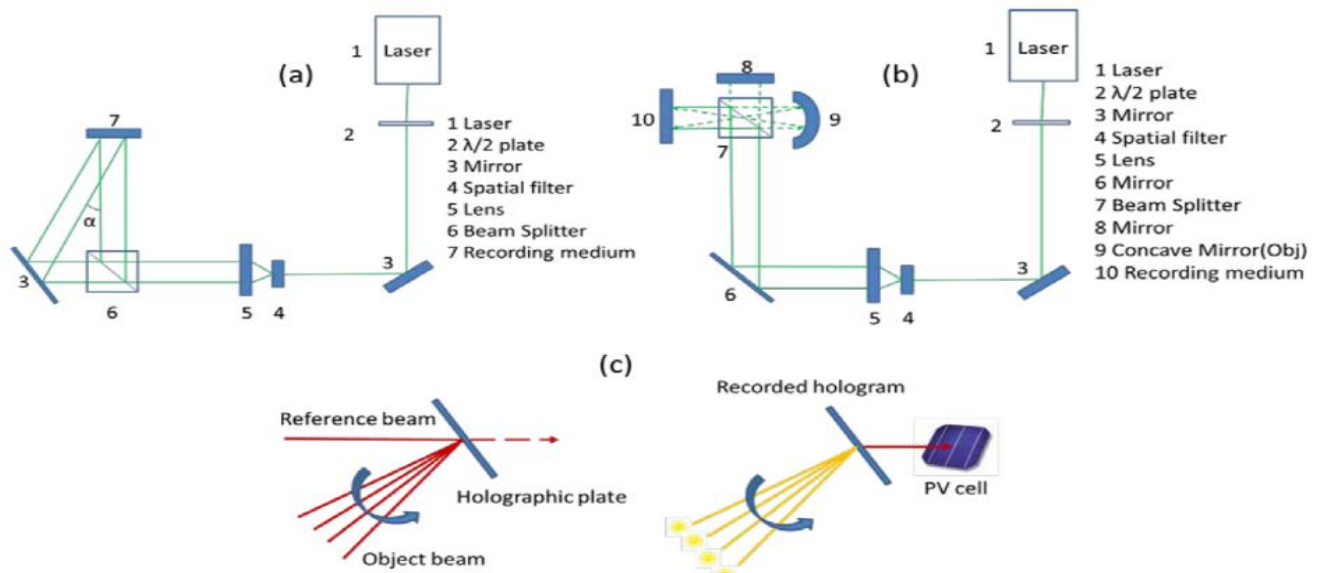 (a)
1 Laser
2
7
1 Laser
2 λ/2 plate
3 Mirror
4 Spatial filter
5 Lens
6 Beam Splitter
7 Recording medium
α
3
6
5 4
3
(b)
1 Laser
8
10
9
7
2
1 Laser
2 λ/2 plate
3 Mirror
4 Spatial filter
5 Lens
6 Mirror
7 Beam Splitter
8 Mirror
9 Concave Mirror(Obj)
10 Recording medium
6
5 4
3
(c)
Reference beam
Holographic plate
Object beam
Recorded hologram
PV cell